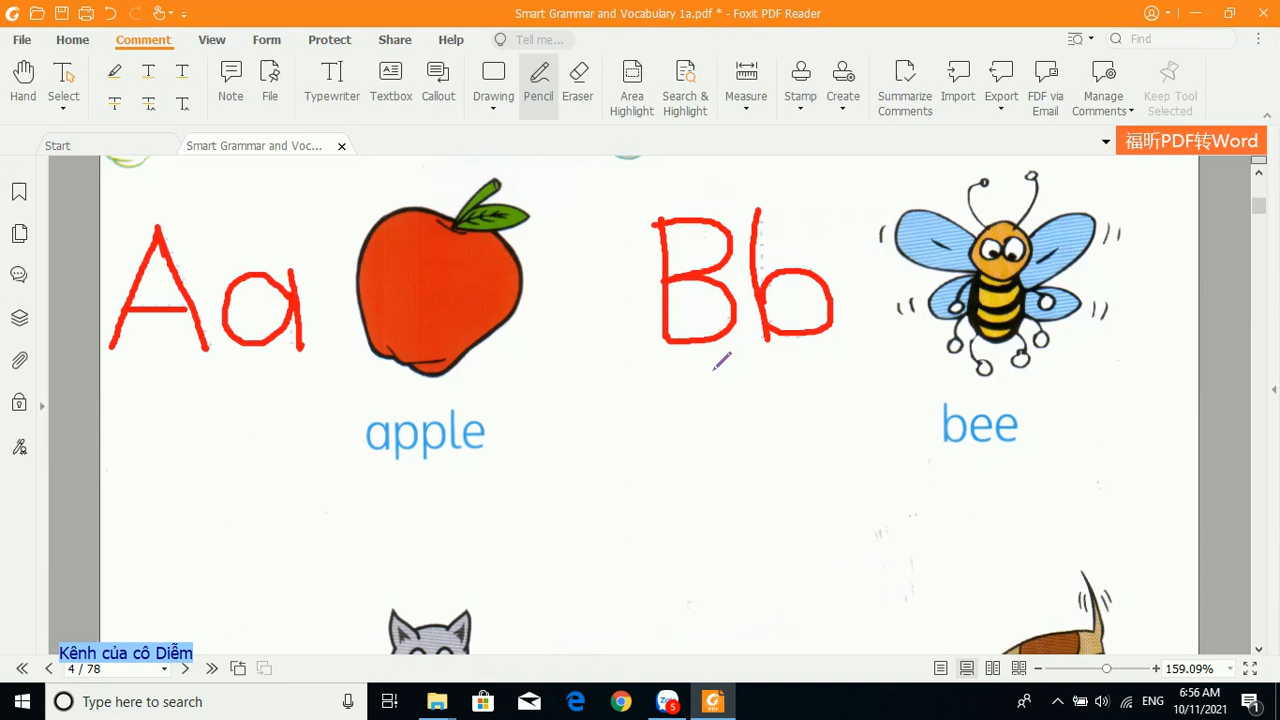 Smart Grammar and Vocabulary 1a.pdf * - Foxit PDF Reader
File Home Comment View Form Protect Share Help Tell me... Find
Hand Select Note File Typewriter Textbox Callout Drawing Pencil Eraser Area Highlight Search & Highlight Measure Stamp Create Summarize Comments Import Export FDF via Email Manage Comments Keep Tool Selected
Start Smart Grammar and Voc... 福昕PDF转Word
Aa Bb
apple bee
Kênh của cô Diễm
4 / 78 159.09%
Type here to search Zalo 5 PDF ENG 6:56 AM
10/11/2021 1